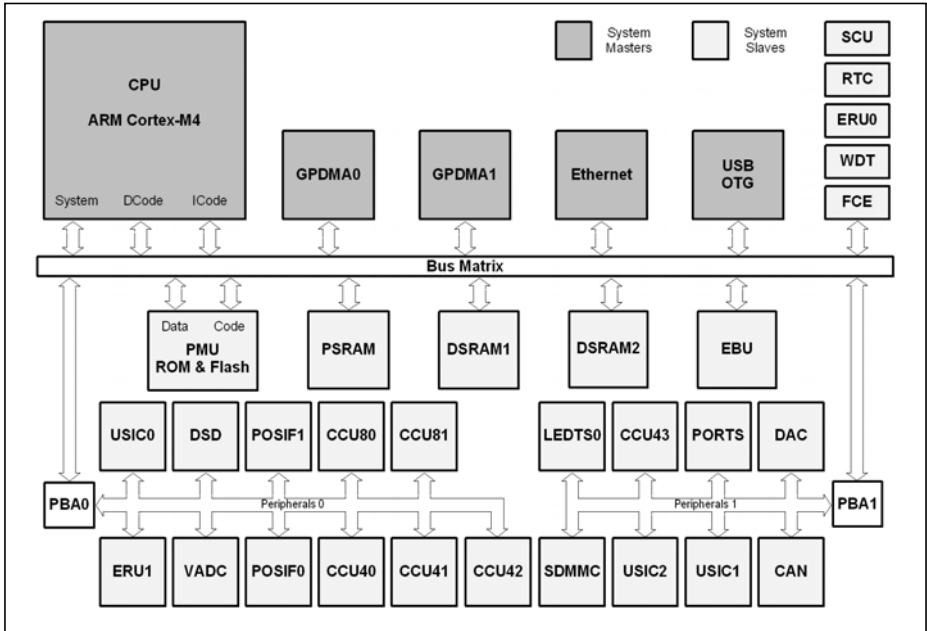 CPU
ARM Cortex-M4
System DCode ICode
System
Masters
System
Slaves
SCU
RTC
ERU0
WDT
FCE
GPDMA0
GPDMA1
Ethernet
USB
OTG
Bus Matrix
Data Code
PMU
ROM & Flash
PSRAM
DSRAM1
DSRAM2
EBU
USIC0
DSD
POSIF1
CCU80
CCU81
LEDTS0
CCU43
PORTS
DAC
PBA0
Peripherals 0
Peripherals 1
PBA1
ERU1
VADC
POSIF0
CCU40
CCU41
CCU42
SDMMC
USIC2
USIC1
CAN